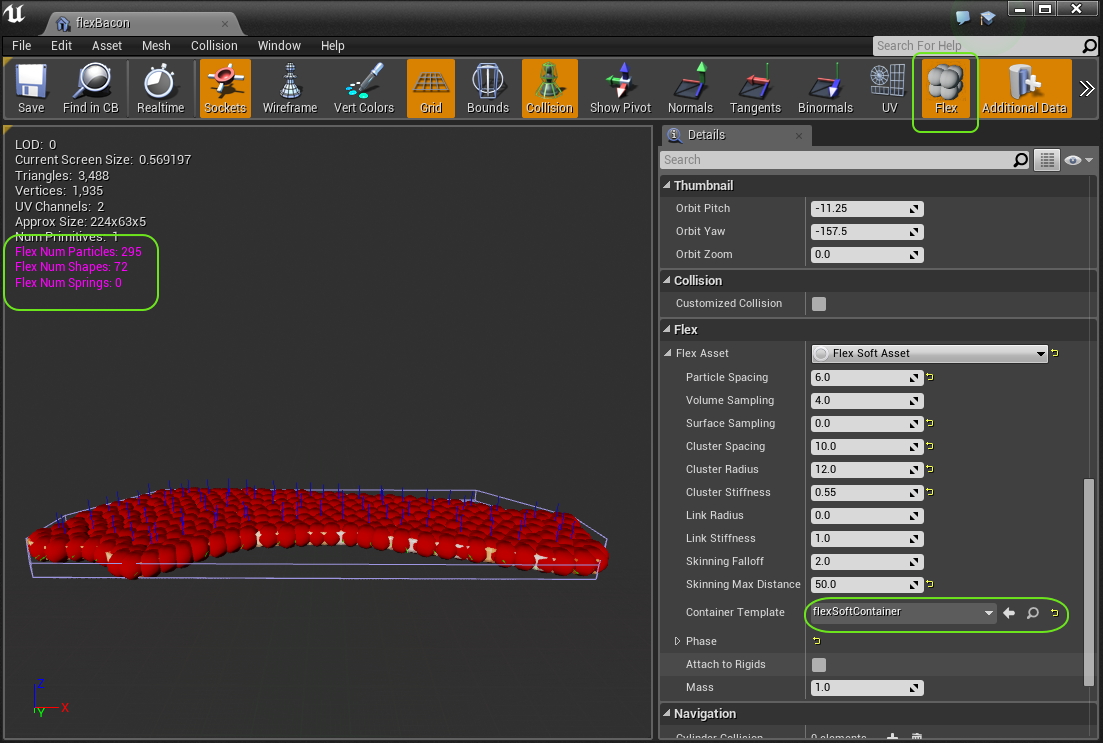 flexBacon
File Edit Asset Mesh Collision Window Help
Search For Help
Save Find in CB Realtime Sockets Wireframe Vert Colors Grid Bounds Collision Show Pivot Normals Tangents Binormals UV Flex Additional Data
LOD: 0
Current Screen Size: 0.569197
Triangles: 3,488
Vertices: 1,935
UV Channels: 2
Approx Size: 224x63x5
Num Primitives: 1
Flex Num Particles: 295
Flex Num Shapes: 72
Flex Num Springs: 0
Z
X
Y
Details
Search
Thumbnail
Orbit Pitch -11.25
Orbit Yaw -157.5
Orbit Zoom 0.0
Collision
Customized Collision
Flex
Flex Asset Flex Soft Asset
Particle Spacing 6.0
Volume Sampling 4.0
Surface Sampling 0.0
Cluster Spacing 10.0
Cluster Radius 12.0
Cluster Stiffness 0.55
Link Radius 0.0
Link Stiffness 1.0
Skinning Falloff 2.0
Skinning Max Distance 50.0
Container Template flexSoftContainer
Phase
Attach to Rigids
Mass 1.0
Navigation
Cylinder Collision 0 elements